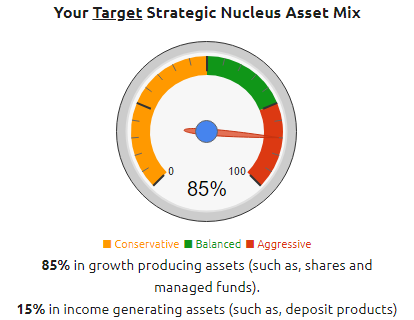 Your Target Strategic Nucleus Asset Mix
0 100
85%
Conservative Balanced Aggressive
85% in growth producing assets (such as, shares and
managed funds).
15% in income generating assets (such as, deposit products)